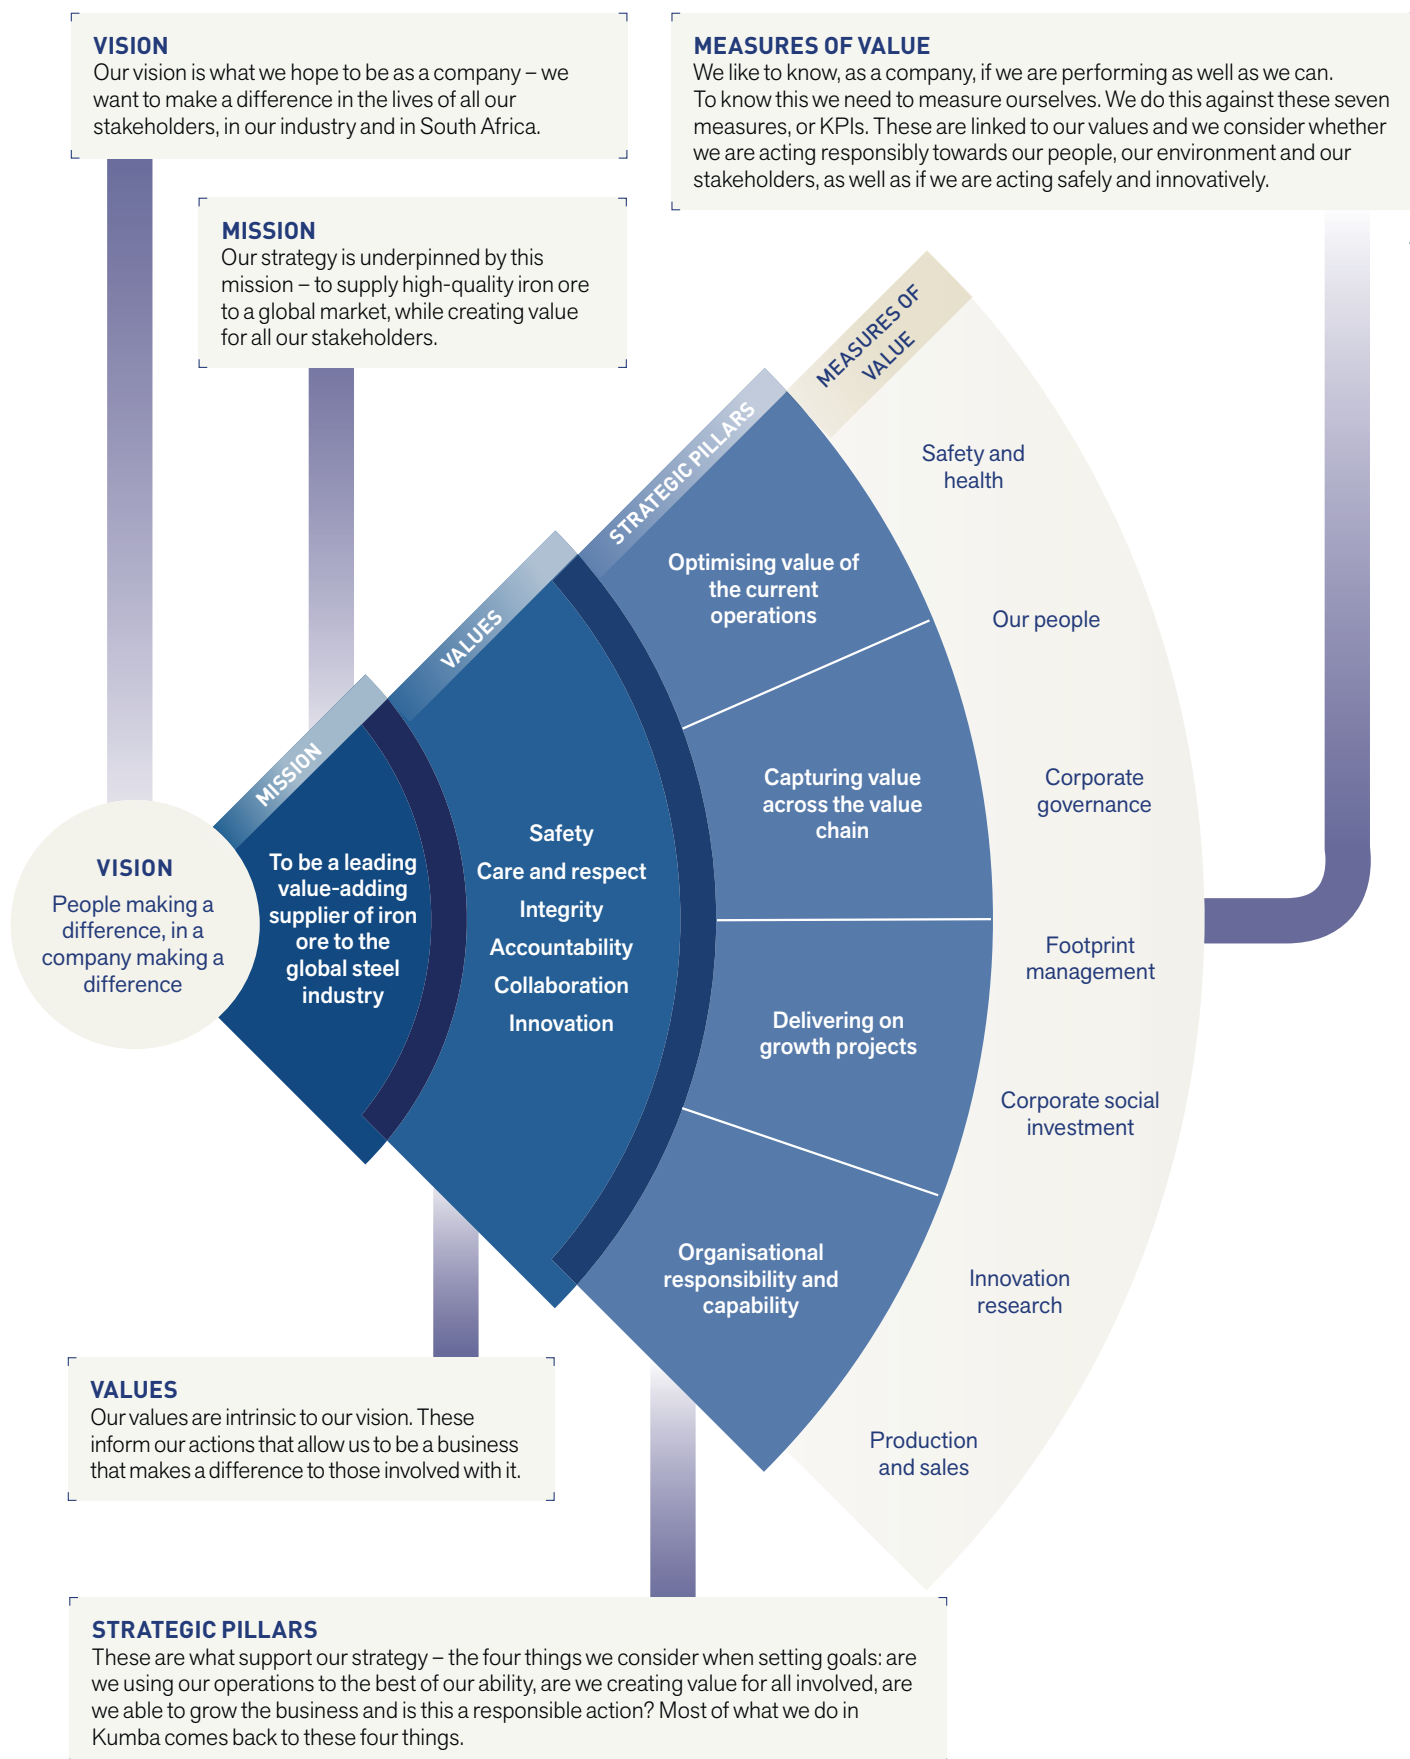 VISION
Our vision is what we hope to be as a company – we
want to make a difference in the lives of all our
stakeholders, in our industry and in South Africa.
MEASURES OF VALUE
We like to know, as a company, if we are performing as well as we can.
To know this we need to measure ourselves. We do this against these seven
measures, or KPIs. These are linked to our values and we consider whether
we are acting responsibly towards our people, our environment and our
stakeholders, as well as if we are acting safely and innovatively.
MISSION
Our strategy is underpinned by this
mission – to supply high-quality iron ore
to a global market, while creating value
for all our stakeholders.
VISION
People making a
difference, in a
company making a
difference
MISSION
To be a leading
value-adding
supplier of iron
ore to the
global steel
industry
VALUES
Safety
Care and respect
Integrity
Accountability
Collaboration
Innovation
STRATEGIC PILLARS
Optimising value of
the current
operations
Capturing value
across the value
chain
Delivering on
growth projects
Organisational
responsibility and
capability
MEASURES OF
VALUE
Safety and
health
Our people
Corporate
governance
Footprint
management
Corporate social
investment
Innovation
research
Production
and sales
VALUES
Our values are intrinsic to our vision. These
inform our actions that allow us to be a business
that makes a difference to those involved with it.
STRATEGIC PILLARS
These are what support our strategy – the four things we consider when setting goals: are
we using our operations to the best of our ability, are we creating value for all involved, are
we able to grow the business and is this a responsible action? Most of what we do in
Kumba comes back to these four things.